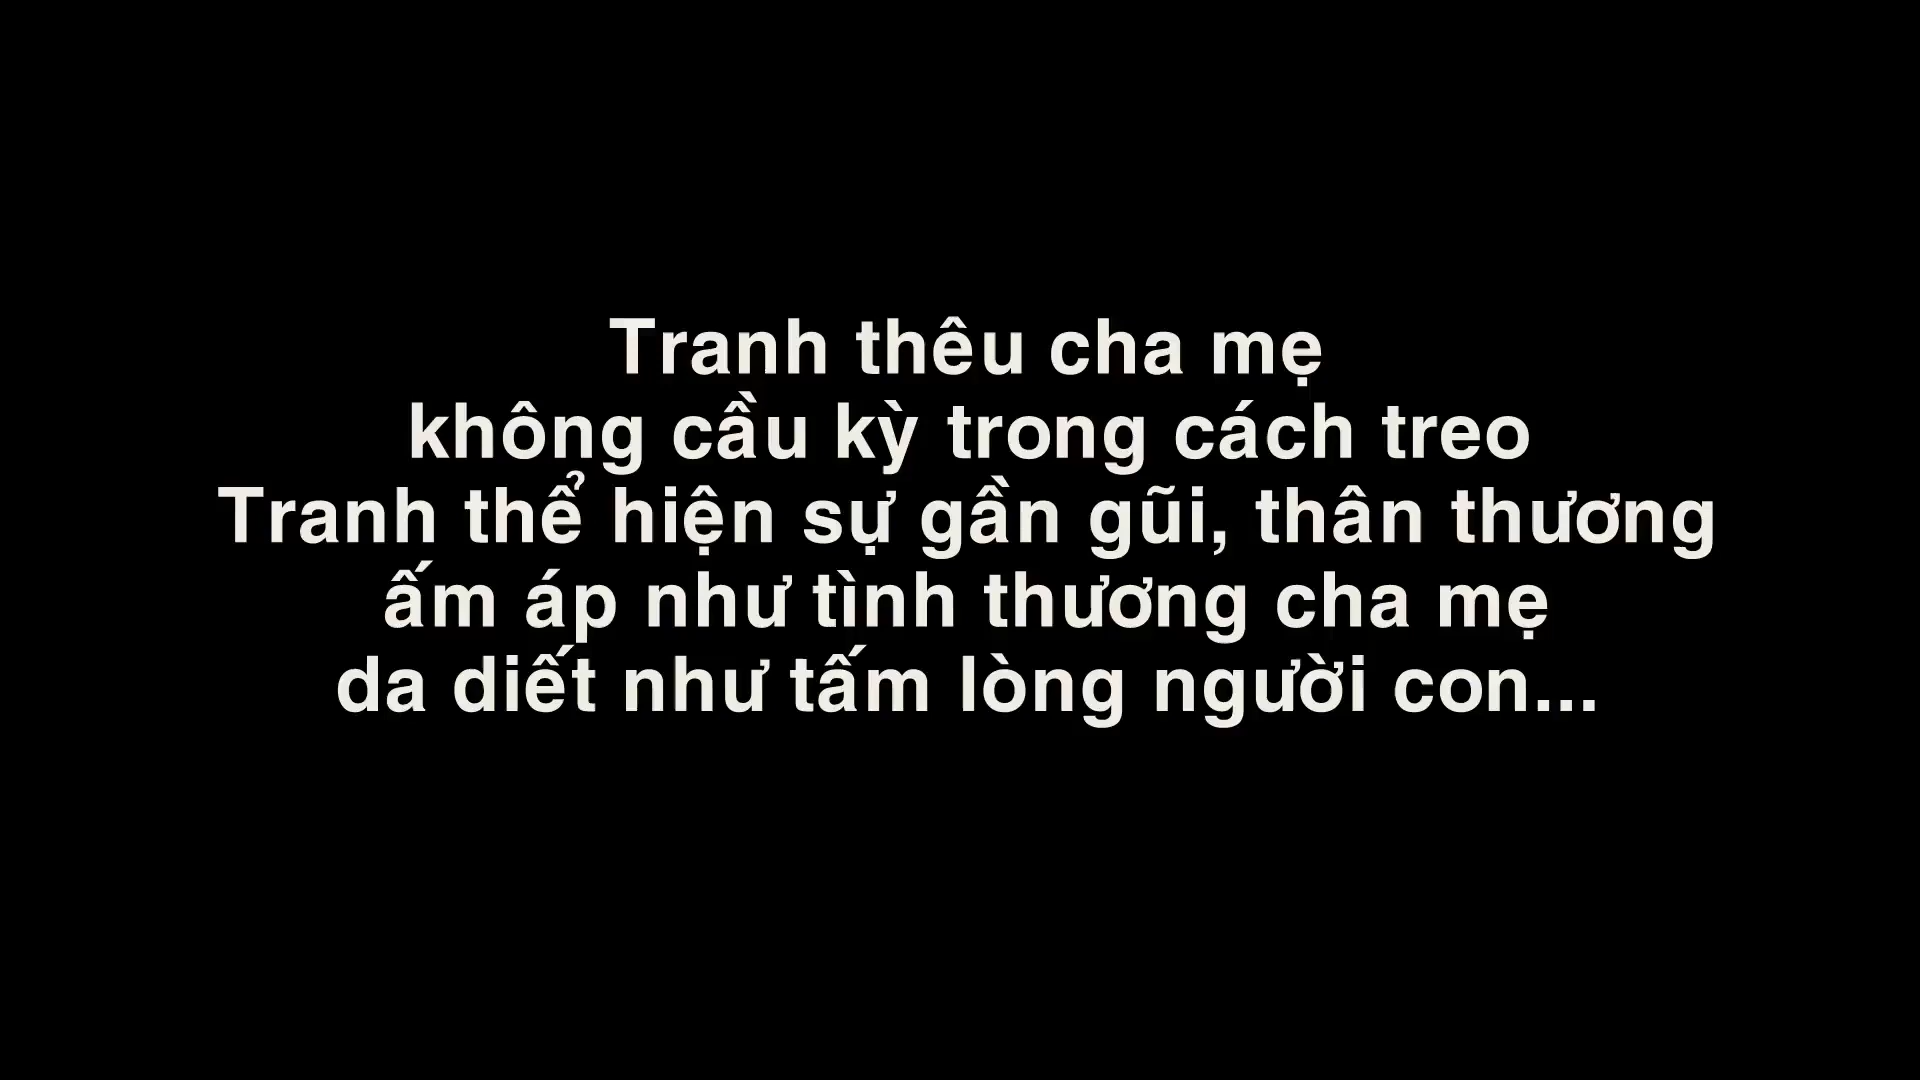 Tranh thêu cha mẹ
không cầu kỳ trong cách treo
Tranh thể hiện sự gần gũi, thân thương
ấm áp như tình thương cha mẹ
da diết như tấm lòng người con...